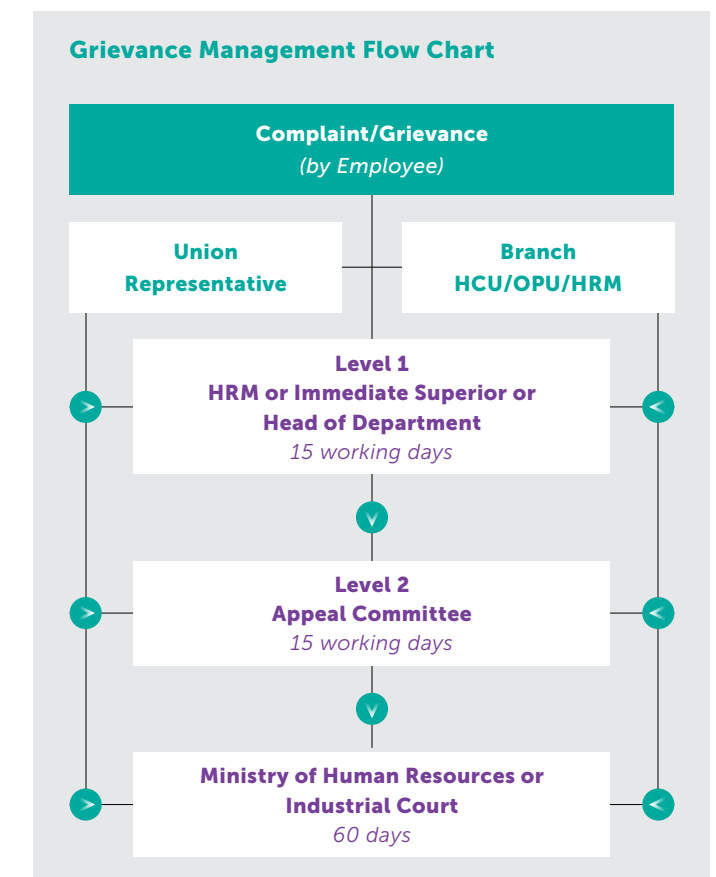 Grievance Management Flow Chart
Complaint/Grievance
(by Employee)
Union
Representative
Branch
HCU/OPU/HRM
Level 1
HRM or Immediate Superior or
Head of Department
15 working days
Level 2
Appeal Committee
15 working days
Ministry of Human Resources or
Industrial Court
60 days